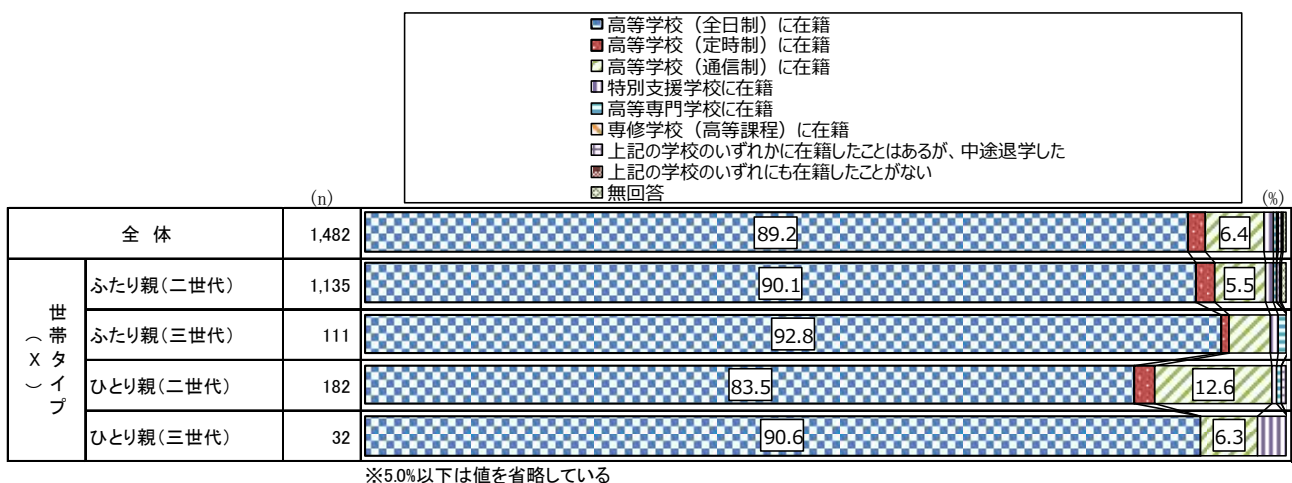 高等学校（全日制）に在籍
高等学校（定時制）に在籍
高等学校（通信制）に在籍
特別支援学校に在籍
高等専門学校に在籍
専修学校（高等課程）に在籍
上記の学校のいずれかに在籍したことはあるが、中途退学した
上記の学校のいずれにも在籍したことがない
無回答
(n) (%)
全 体 1,482 89.2 6.4
世帯タイプ（X）
ふたり親（二世代） 1,135 90.1 5.5
ふたり親（三世代） 111 92.8
ひとり親（二世代） 182 83.5 12.6
ひとり親（三世代） 32 90.6 6.3
※5.0%以下は値を省略している